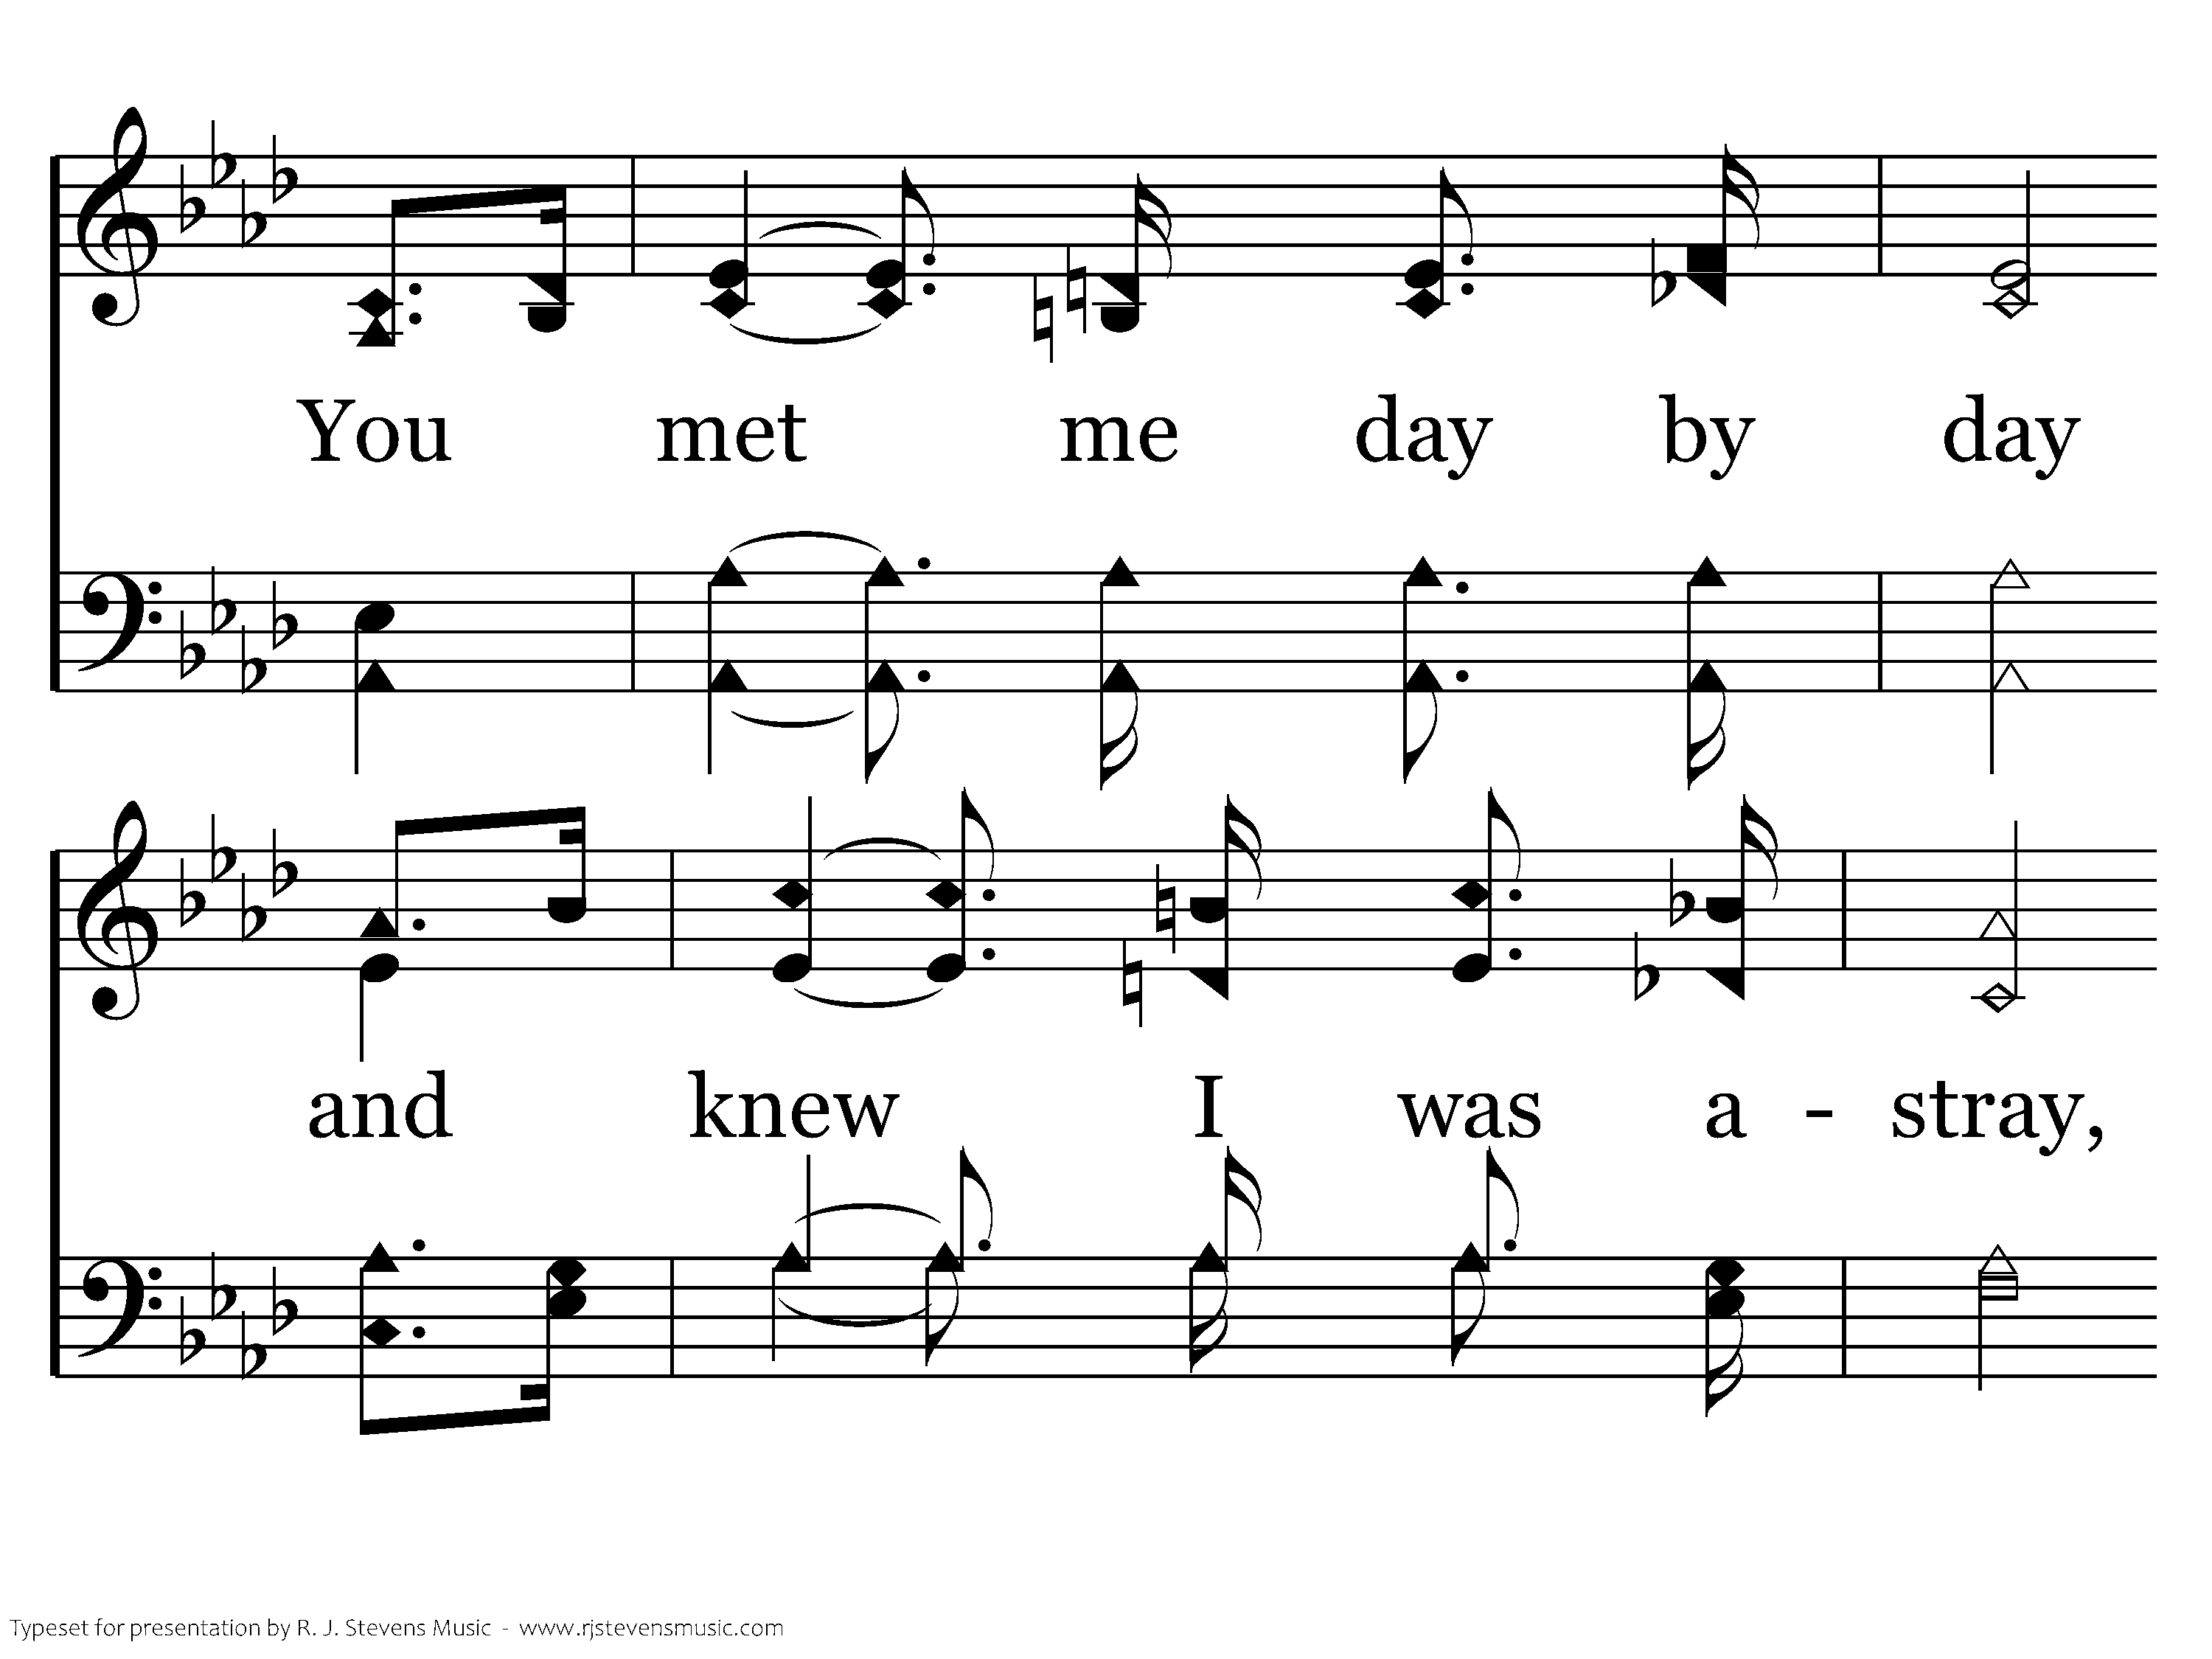 You met me day by day
and knew I was a - stray,
Typeset for presentation by R. J. Stevens Music - www.rjstevensmusic.com